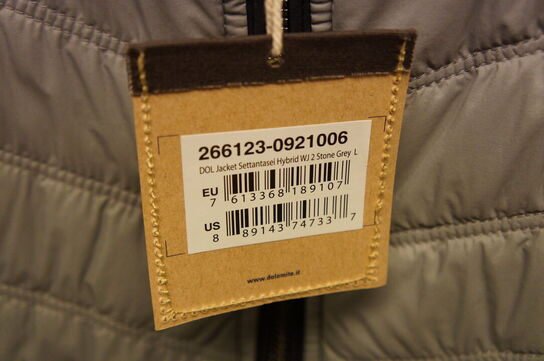 266123-0921006
DOL Jacket Settantasei Hybrid WJ 2 Stone Grey L
EU 7 613368 189107
US 8 89143 74733 7
www.dolomite.it